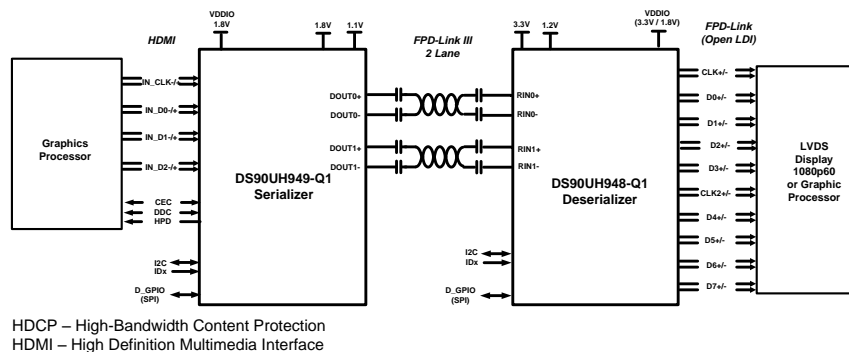 VDDIO
1.8V
1.8V
1.1V
3.3V
1.2V
VDDIO
(3.3V / 1.8V)
HDMI
FPD-Link III
2 Lane
FPD-Link
(Open LDI)
Graphics
Processor
IN_CLK-/+
IN_D0-/+
IN_D1-/+
IN_D2-/+
CEC
DDC
HPD
I2C
IDx
D_GPIO
(SPI)
DS90UH949-Q1
Serializer
DOUT0+
DOUT0-
DOUT1+
DOUT1-
RIN0+
RIN0-
RIN1+
RIN1-
DS90UH948-Q1
Deserializer
I2C
IDx
D_GPIO
(SPI)
CLK+/-
D0+/-
D1+/-
D2+/-
D3+/-
CLK2+/-
D4+/-
D5+/-
D6+/-
D7+/-
LVDS
Display
1080p60
or Graphic
Processor
HDCP – High-Bandwidth Content Protection
HDMI – High Definition Multimedia Interface